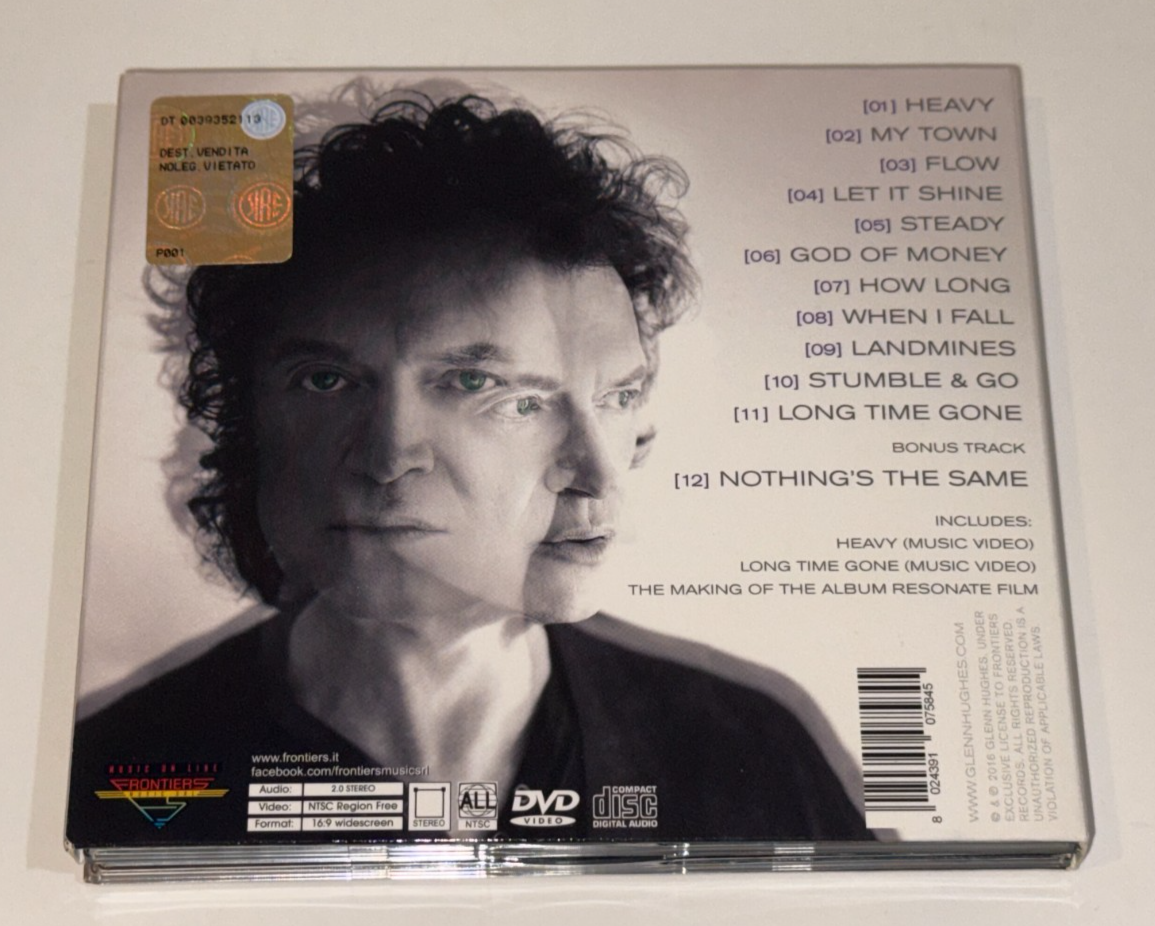 DT 003935211 3
DEST.VENDITA
NOLEG.VIETATO
P001
[01] HEAVY
[02] MY TOWN
[03] FLOW
[04] LET IT SHINE
[05] STEADY
[06] GOD OF MONEY
[07] HOW LONG
[08] WHEN I FALL
[09] LANDMINES
[10] STUMBLE & GO
[11] LONG TIME GONE
BONUS TRACK
[12] NOTHING'S THE SAME
INCLUDES:
HEAVY (MUSIC VIDEO)
LONG TIME GONE (MUSIC VIDEO)
THE MAKING OF THE ALBUM RESONATE FILM
WWW.GLENNHUGHES.COM
℗ & © 2016 GLENN HUGHES, UNDER
EXCLUSIVE LICENSE TO FRONTIERS
RECORDS. ALL RIGHTS RESERVED.
UNAUTHORIZED REPRODUCTION IS A
VIOLATION OF APPLICABLE LAWS.
8 024391 075845
FRONTIERS
www.frontiers.it
facebook.com/frontiersmusicsrl
Audio: 2.0 STEREO
Video: NTSC Region Free
Format: 16:9 widescreen
STEREO
ALL
NTSC
DVD
VIDEO
COMPACT
disc
DIGITAL AUDIO